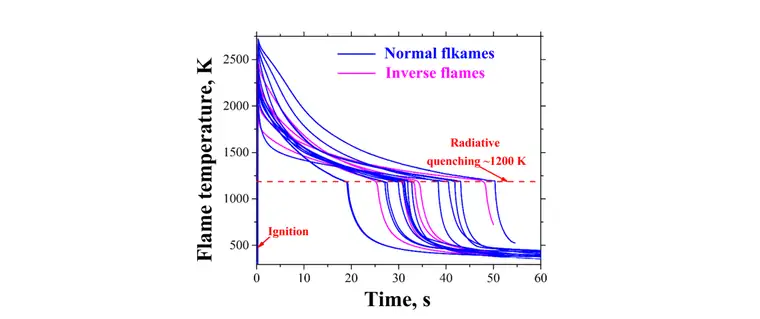 Flame temperature, K
2500
2000
1500
1000
500
Normal flkames
Inverse flames
Radiative
quenching ~1200 K
Ignition
0 10 20 30 40 50 60
Time, s